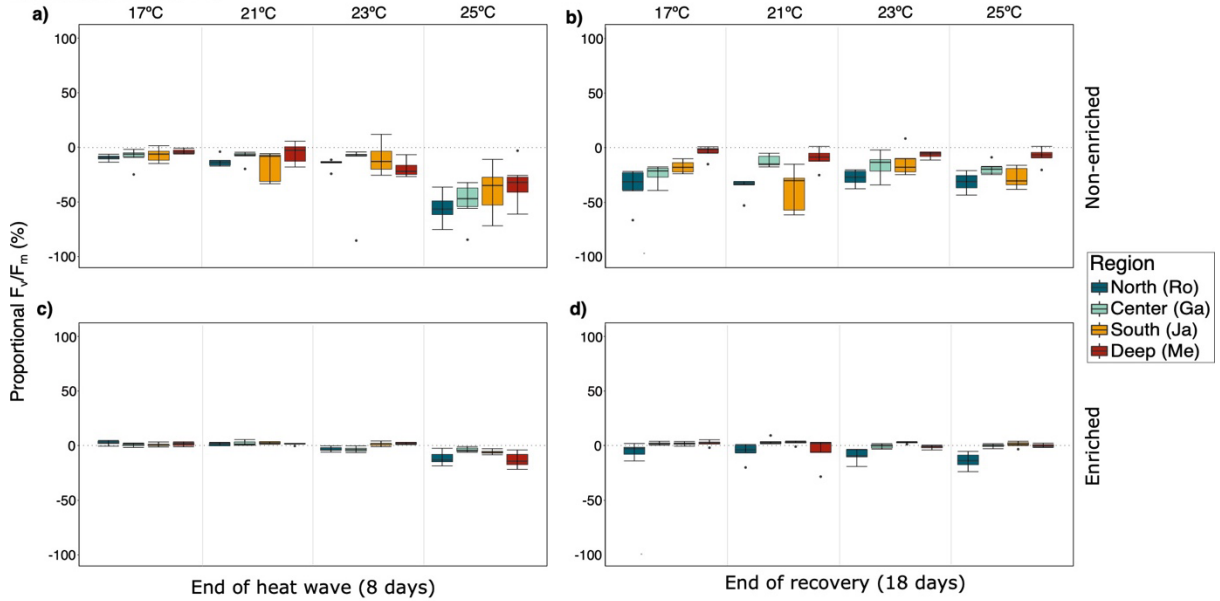 a)
17ºC 21ºC 23ºC 25ºC
100
50
0
-50
-100
b)
17ºC 21ºC 23ºC 25ºC
100
50
0
-50
-100
Non-enriched
Proportional Fv/Fm (%)
Region
North (Ro)
Center (Ga)
South (Ja)
Deep (Me)
c)
100
50
0
-50
-100
d)
100
50
0
-50
-100
Enriched
End of heat wave (8 days)
End of recovery (18 days)